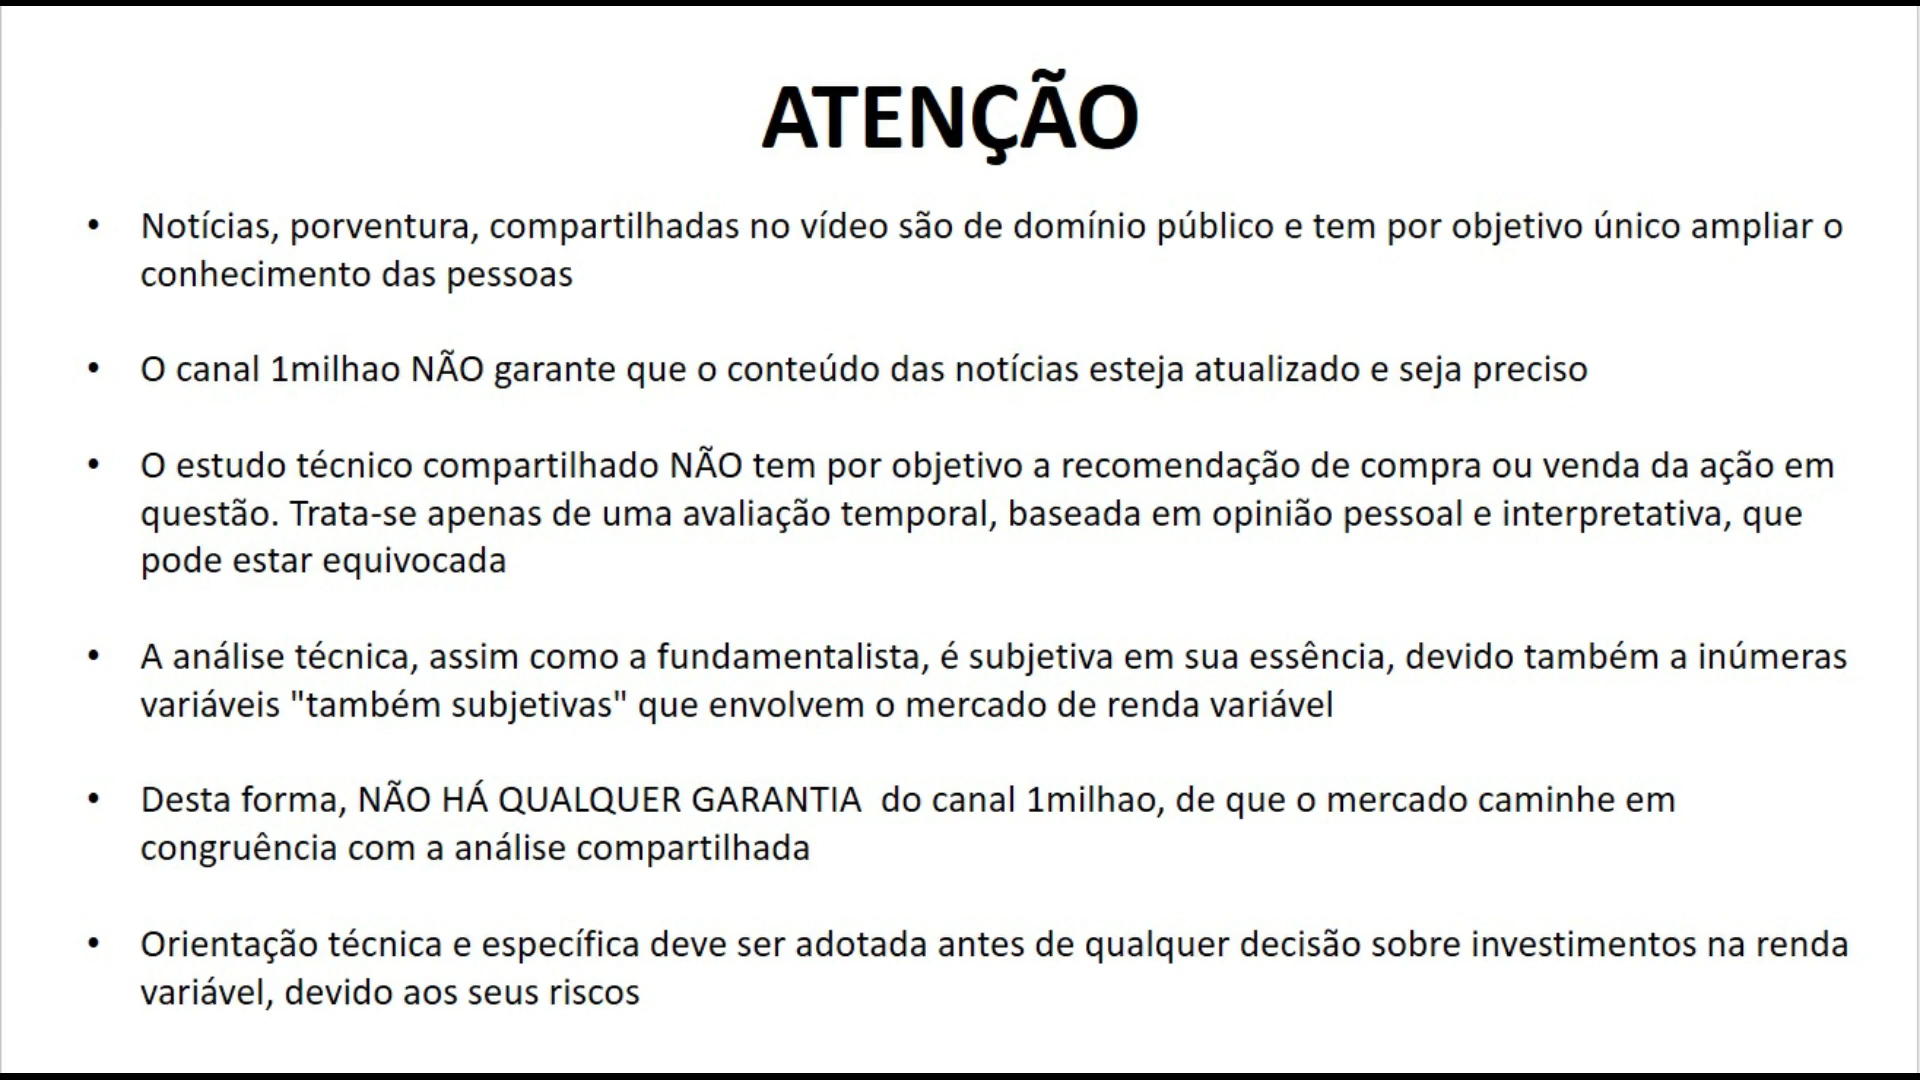 ATENÇÃO
• Notícias, porventura, compartilhadas no vídeo são de domínio público e tem por objetivo único ampliar o
conhecimento das pessoas
• O canal 1milhao NÃO garante que o conteúdo das notícias esteja atualizado e seja preciso
• O estudo técnico compartilhado NÃO tem por objetivo a recomendação de compra ou venda da ação em
questão. Trata-se apenas de uma avaliação temporal, baseada em opinião pessoal e interpretativa, que
pode estar equivocada
• A análise técnica, assim como a fundamentalista, é subjetiva em sua essência, devido também a inúmeras
variáveis "também subjetivas" que envolvem o mercado de renda variável
• Desta forma, NÃO HÁ QUALQUER GARANTIA  do canal 1milhao, de que o mercado caminhe em
congruência com a análise compartilhada
• Orientação técnica e específica deve ser adotada antes de qualquer decisão sobre investimentos na renda
variável, devido aos seus riscos